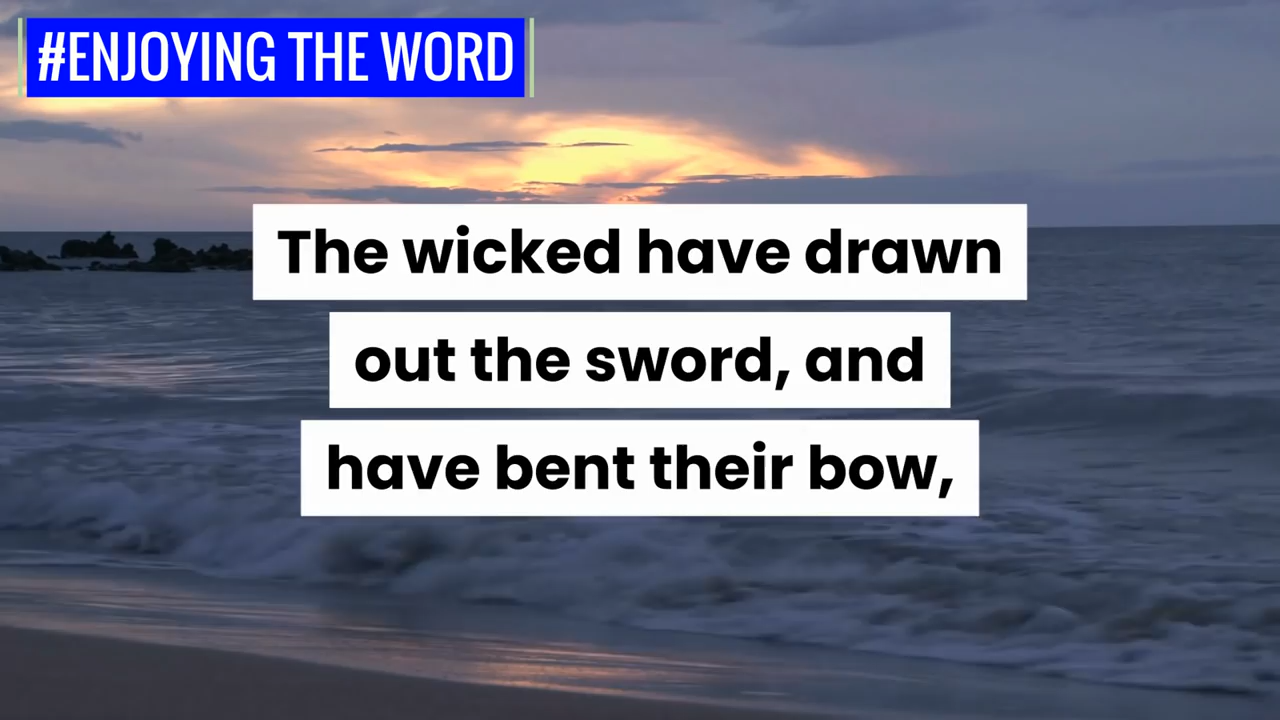 #ENJOYING THE WORD
The wicked have drawn
out the sword, and
have bent their bow,